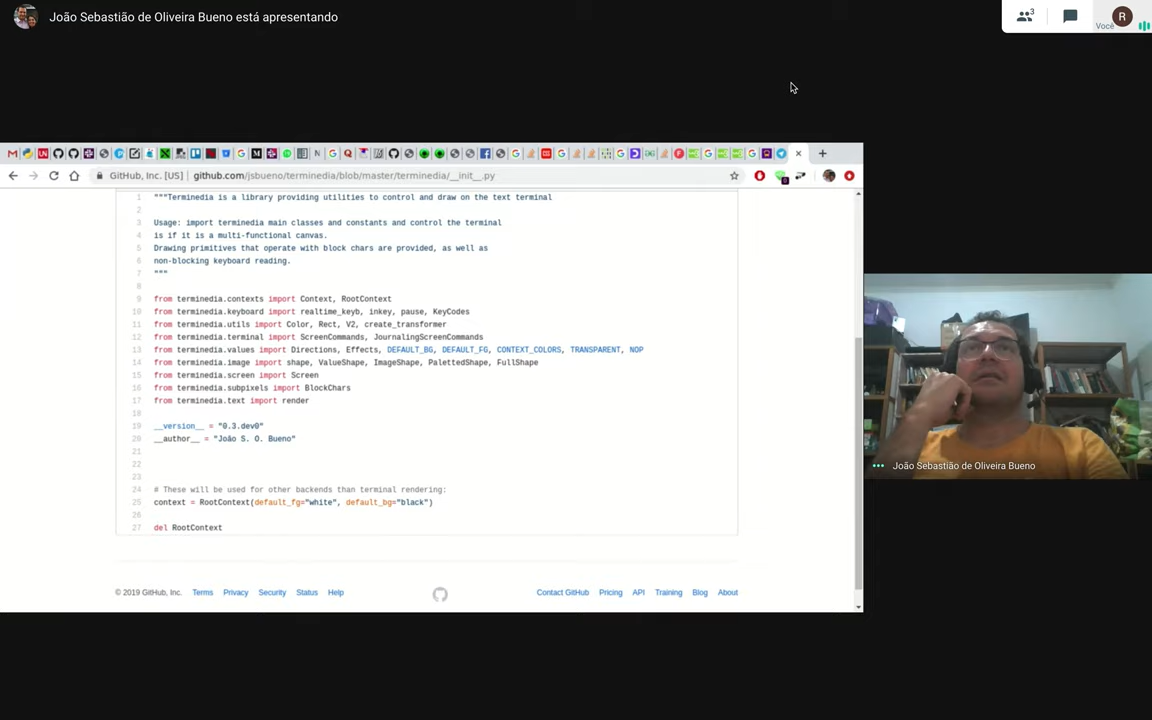 João Sebastião de Oliveira Bueno está apresentando
3
Você
R
GitHub, Inc. [US]
github.com/jsbueno/terminedia/blob/master/terminedia/__init__.py
1 """Terminedia is a library providing utilities to control and draw on the text terminal
2
3 Usage: import terminedia main classes and constants and control the terminal
4 is if it is a multi-functional canvas.
5 Drawing primitives that operate with block chars are provided, as well as
6 non-blocking keyboard reading.
7 """
8
9 from terminedia.contexts import Context, RootContext
10 from terminedia.keyboard import realtime_keyb, inkey, pause, KeyCodes
11 from terminedia.utils import Color, Rect, V2, create_transformer
12 from terminedia.terminal import ScreenCommands, JournalingScreenCommands
13 from terminedia.values import Directions, Effects, DEFAULT_BG, DEFAULT_FG, CONTEXT_COLORS, TRANSPARENT, NOP
14 from terminedia.image import shape, ValueShape, ImageShape, PalettedShape, FullShape
15 from terminedia.screen import Screen
16 from terminedia.subpixels import BlockChars
17 from terminedia.text import render
18
19 __version__ = "0.3.dev0"
20 __author__ = "João S. O. Bueno"
21
22
23
24 # These will be used for other backends than terminal rendering:
25 context = RootContext(default_fg="white", default_bg="black")
26
27 del RootContext
João Sebastião de Oliveira Bueno
© 2019 GitHub, Inc. Terms Privacy Security Status Help Contact GitHub Pricing API Training Blog About